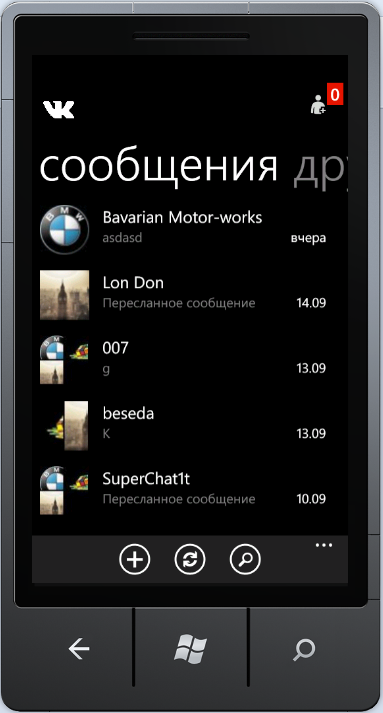 0
сообщения дру
Bavarian Motor-works
asdasd вчера
Lon Don
Пересланное сообщение 14.09
007
g 13.09
beseda
К 13.09
SuperChat1t
Пересланное сообщение 10.09